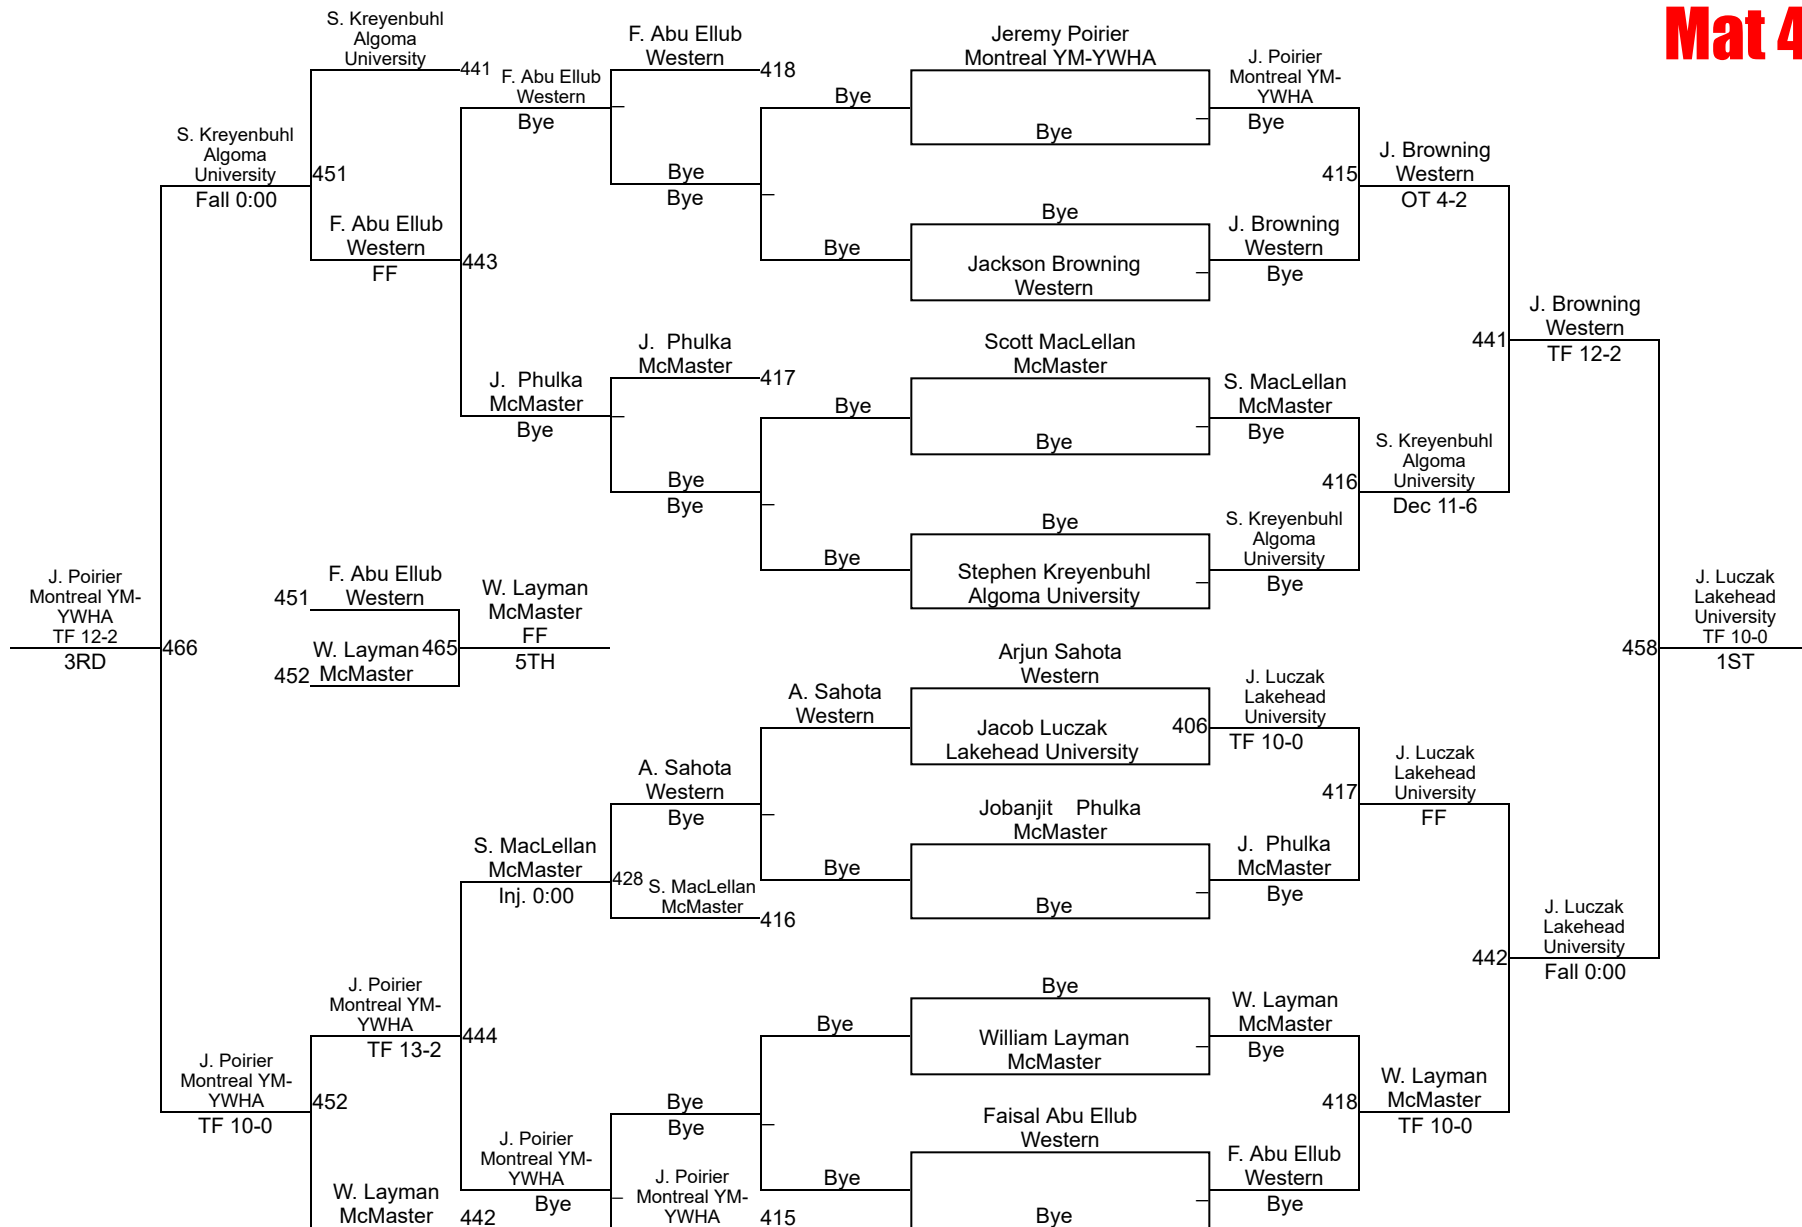 Mat 4
S. Kreyenbuhl
Algoma
University
441
F. Abu Ellub
Western
Bye
F. Abu Ellub
Western
418
Bye
Jeremy Poirier
Montreal YM-YWHA
Bye
J. Poirier
Montreal YM-
YWHA
Bye
S. Kreyenbuhl
Algoma
University
Fall 0:00
451
Bye
Bye
415
J. Browning
Western
OT 4-2
F. Abu Ellub
Western
FF
443
Bye
Bye
Jackson Browning
Western
J. Browning
Western
Bye
J. Phulka
McMaster
Bye
J. Phulka
McMaster
417
Bye
Scott MacLellan
McMaster
Bye
S. MacLellan
McMaster
Bye
441
J. Browning
Western
TF 12-2
Bye
Bye
416
S. Kreyenbuhl
Algoma
University
Dec 11-6
Bye
Bye
Stephen Kreyenbuhl
Algoma University
S. Kreyenbuhl
Algoma
University
Bye
J. Poirier
Montreal YM-
YWHA
TF 12-2
3RD
466
451
F. Abu Ellub
Western
452
W. Layman
McMaster
465
W. Layman
McMaster
FF
5TH
458
J. Luczak
Lakehead
University
TF 10-0
1ST
A. Sahota
Western
Arjun Sahota
Western
Jacob Luczak
Lakehead University
406
J. Luczak
Lakehead
University
TF 10-0
A. Sahota
Western
Bye
417
J. Luczak
Lakehead
University
FF
S. MacLellan
McMaster
Inj. 0:00
428
S. MacLellan
McMaster
416
Bye
Jobanjit Phulka
McMaster
Bye
J. Phulka
McMaster
Bye
442
J. Luczak
Lakehead
University
Fall 0:00
J. Poirier
Montreal YM-
YWHA
TF 13-2
444
Bye
Bye
William Layman
McMaster
W. Layman
McMaster
Bye
J. Poirier
Montreal YM-
YWHA
TF 10-0
452
Bye
Bye
418
W. Layman
McMaster
TF 10-0
W. Layman
McMaster
442
J. Poirier
Montreal YM-
YWHA
Bye
J. Poirier
Montreal YM-
YWHA
415
Bye
Faisal Abu Ellub
Western
Bye
F. Abu Ellub
Western
Bye